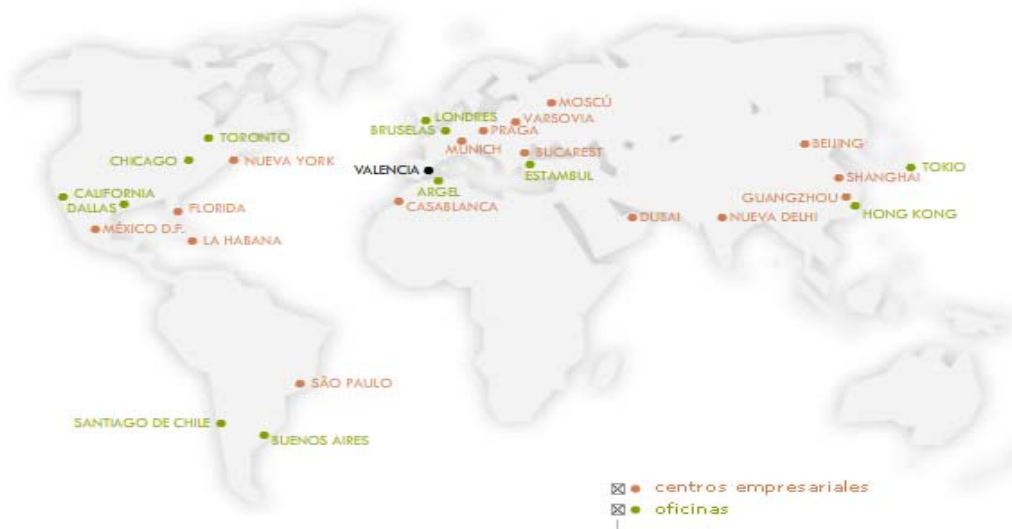 MOSCÚ
LONDRES
VARSOVIA
BRUSELAS
PRAGA
TORONTO
MUNICH
BUCAREST
BEIJING
CHICAGO
NUEVA YORK
VALENCIA
ESTAMBUL
TOKIO
ARGEL
SHANGHAI
CALIFORNIA
DALLAS
FLORIDA
CASABLANCA
GUANGZHOU
HONG KONG
MÉXICO D.F.
LA HABANA
DUBAI
NUEVA DELHI
SÃO PAULO
SANTIAGO DE CHILE
BUENOS AIRES
centros empresariales
oficinas